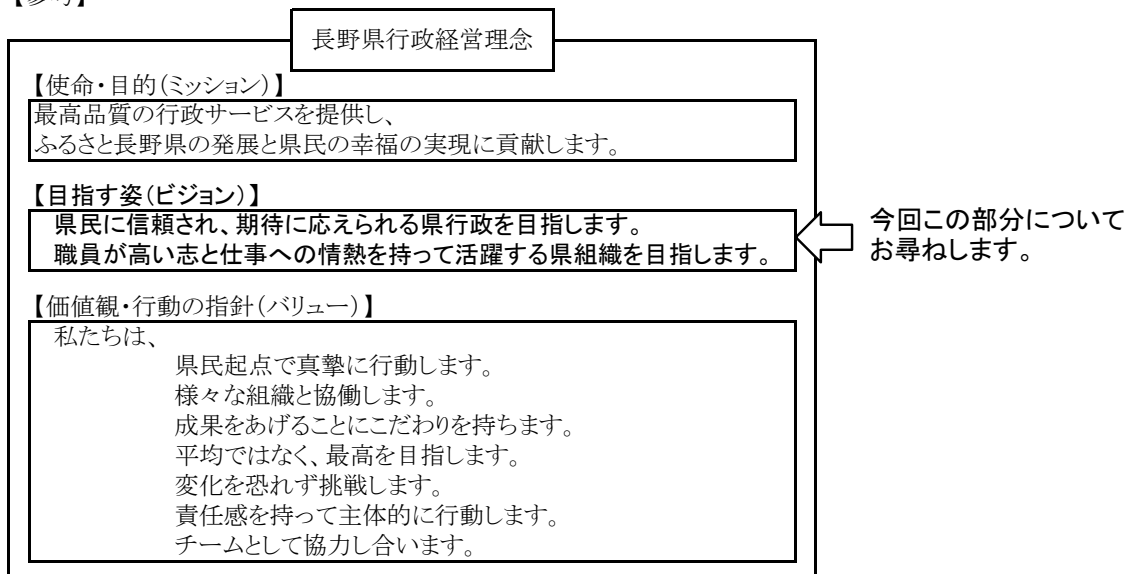 【参考】
長野県行政経営理念
【使命・目的(ミッション)】
最高品質の行政サービスを提供し、
ふるさと長野県の発展と県民の幸福の実現に貢献します。
【目指す姿(ビジョン)】
県民に信頼され、期待に応えられる県行政を目指します。
職員が高い志と仕事への情熱を持って活躍する県組織を目指します。
今回この部分について
お尋ねします。
【価値観・行動の指針(バリュー)】
私たちは、
県民起点で真摯に行動します。
様々な組織と協働します。
成果をあげることにこだわりを持ちます。
平均ではなく、最高を目指します。
変化を恐れず挑戦します。
責任感を持って主体的に行動します。
チームとして協力し合います。